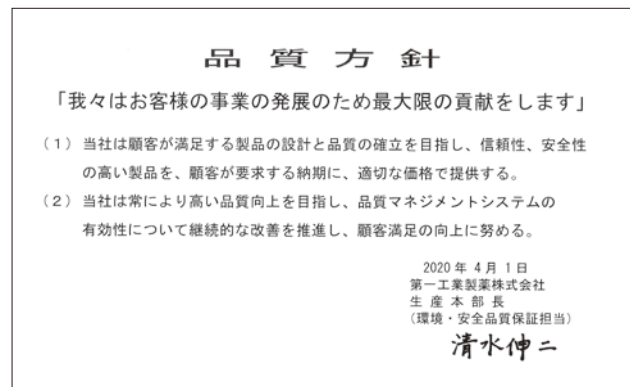 品質方針
「我々はお客様の事業の発展のため最大限の貢献をします」
（1）当社は顧客が満足する製品の設計と品質の確立を目指し、信頼性、安全性
の高い製品を、顧客が要求する納期に、適切な価格で提供する。
（2）当社は常により高い品質向上を目指し、品質マネジメントシステムの
有効性について継続的な改善を推進し、顧客満足の向上に努める。
2020年4月1日
第一工業製薬株式会社
生産本部長
（環境・安全品質保証担当）
清水伸二